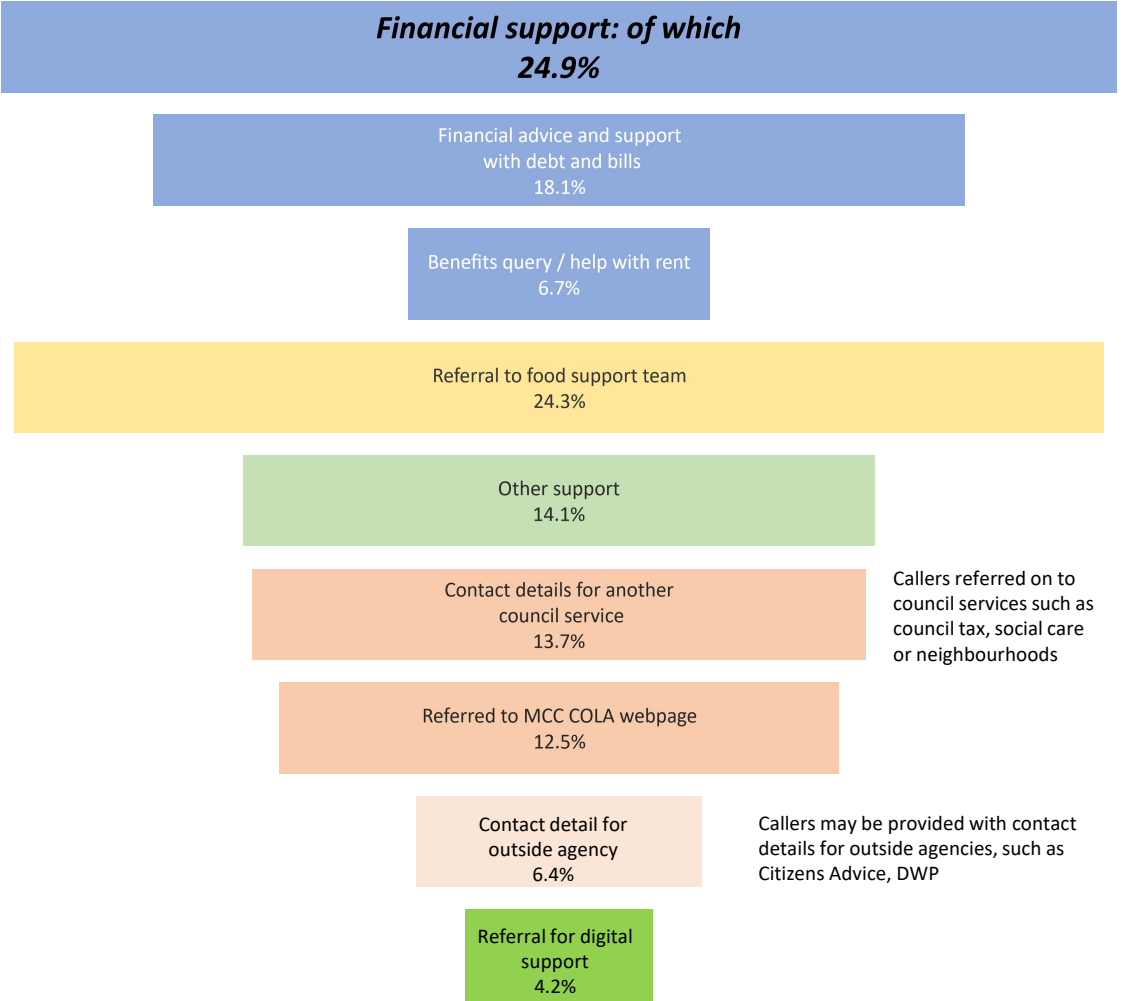 Financial support: of which
24.9%
Financial advice and support
with debt and bills
18.1%
Benefits query / help with rent
6.7%
Referral to food support team
24.3%
Other support
14.1%
Contact details for another
council service
13.7%
Callers referred on to
council services such as
council tax, social care
or neighbourhoods
Referred to MCC COLA webpage
12.5%
Contact detail for
outside agency
6.4%
Callers may be provided with contact
details for outside agencies, such as
Citizens Advice, DWP
Referral for digital
support
4.2%